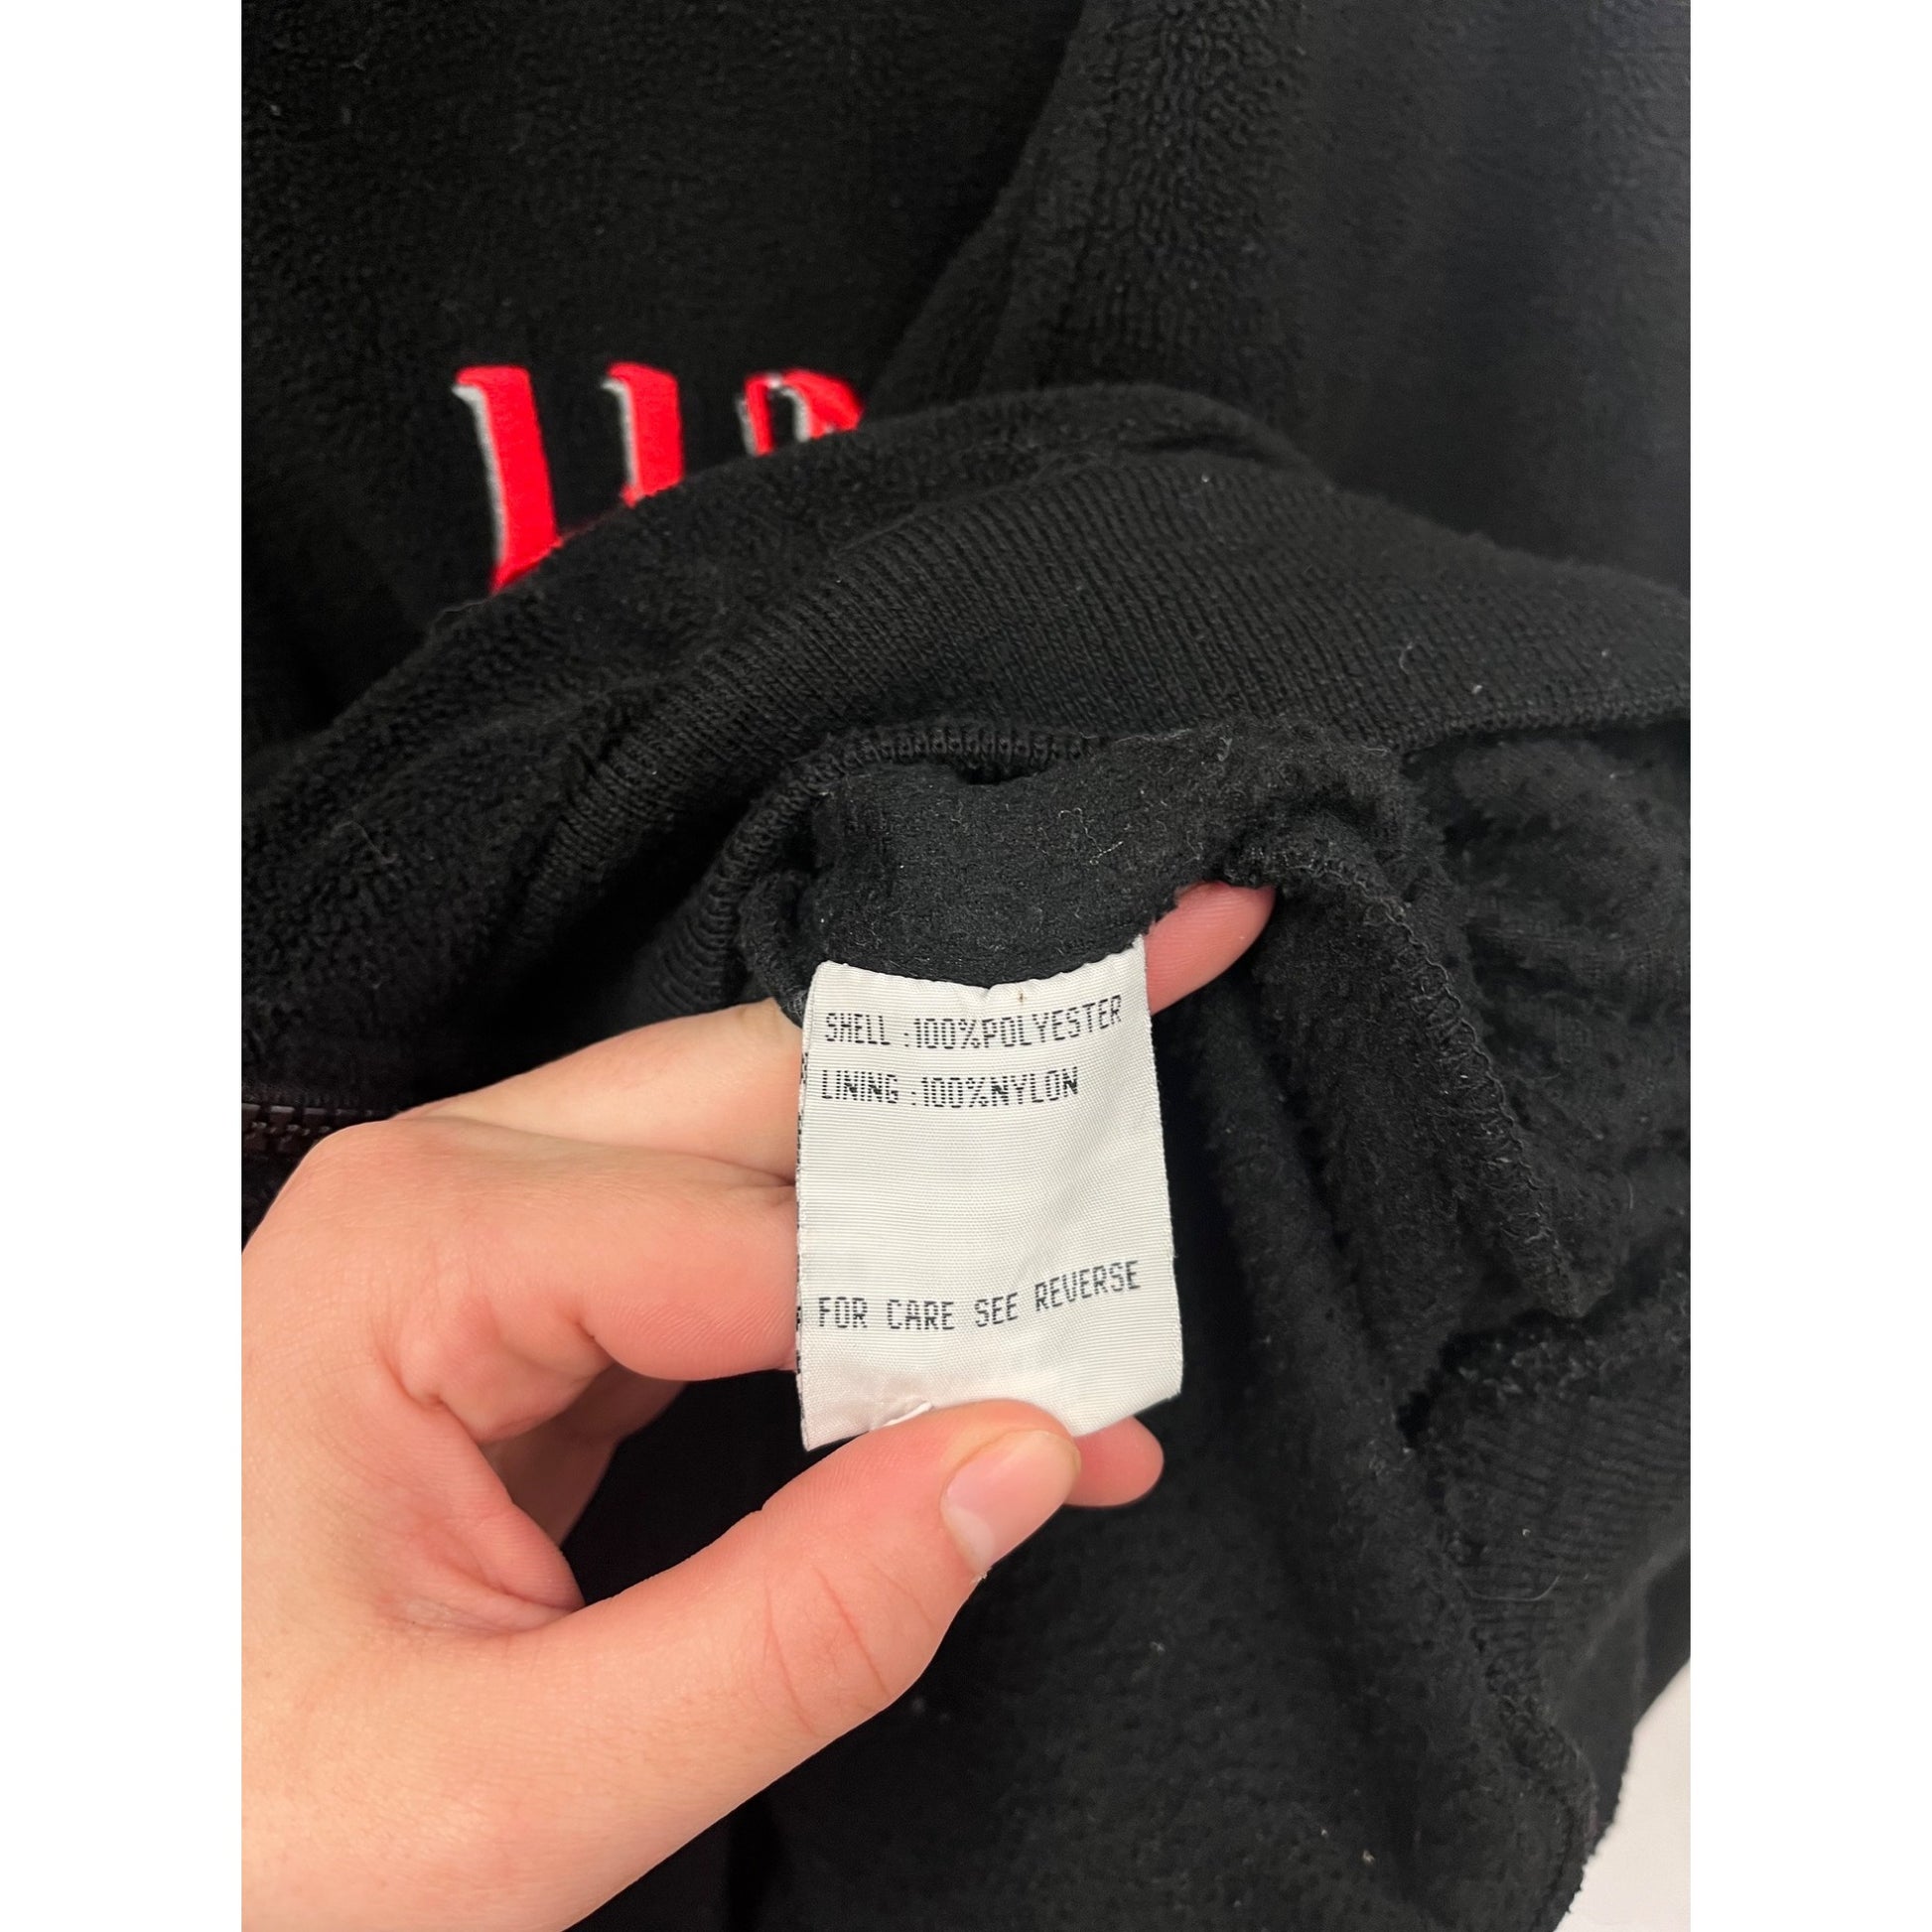 SHELL :100%POLYESTER
LINING :100%NYLON
FOR CARE SEE REVERSE